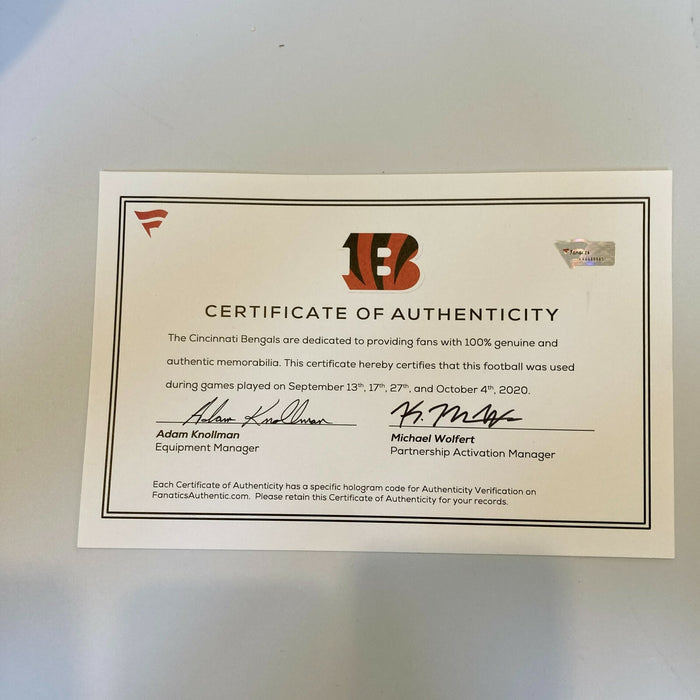 B
Fanatics
CERTIFICATE OF AUTHENTICITY
The Cincinnati Bengals are dedicated to providing fans with 100% genuine and
authentic memorabilia. This certificate hereby certifies that this football was used
during games played on September 13th, 17th, 27th, and October 4th, 2020.
Adam Knollman
Adam Knollman
Equipment Manager
Michael Wolfert
Partnership Activation Manager
Each Certificate of Authenticity has a specific hologram code for Authenticity Verification on
FanaticsAuthentic.com. Please retain this Certificate of Authenticity for your records.